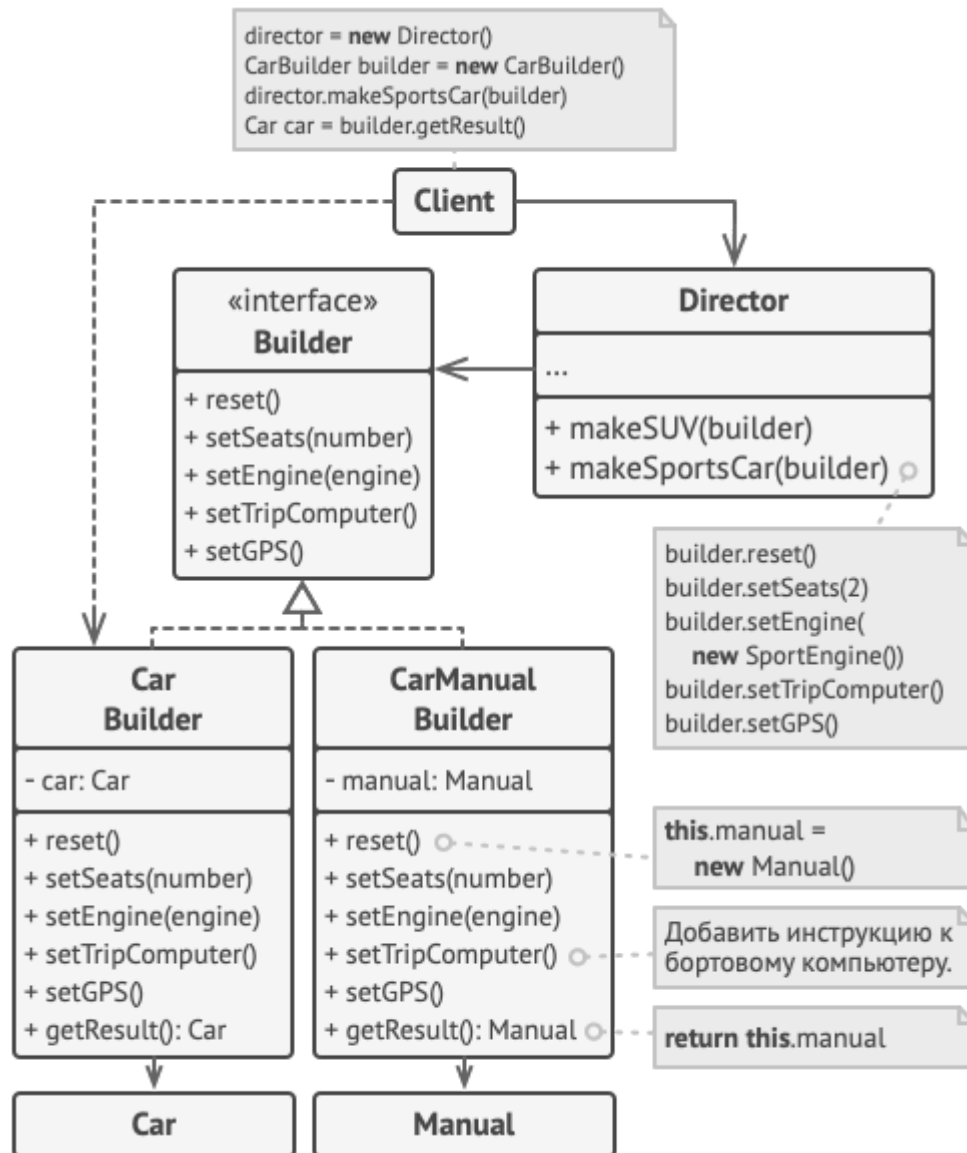 director = new Director()
CarBuilder builder = new CarBuilder()
director.makeSportsCar(builder)
Car car = builder.getResult()
Client
«interface»
Builder
+ reset()
+ setSeats(number)
+ setEngine(engine)
+ setTripComputer()
+ setGPS()
Director
...
+ makeSUV(builder)
+ makeSportsCar(builder)
builder.reset()
builder.setSeats(2)
builder.setEngine(
new SportEngine())
builder.setTripComputer()
builder.setGPS()
Car
Builder
- car: Car
+ reset()
+ setSeats(number)
+ setEngine(engine)
+ setTripComputer()
+ setGPS()
+ getResult(): Car
CarManual
Builder
- manual: Manual
+ reset()
+ setSeats(number)
+ setEngine(engine)
+ setTripComputer()
+ setGPS()
+ getResult(): Manual
this.manual =
new Manual()
Добавить инструкцию к
бортовому компьютеру.
return this.manual
Car
Manual